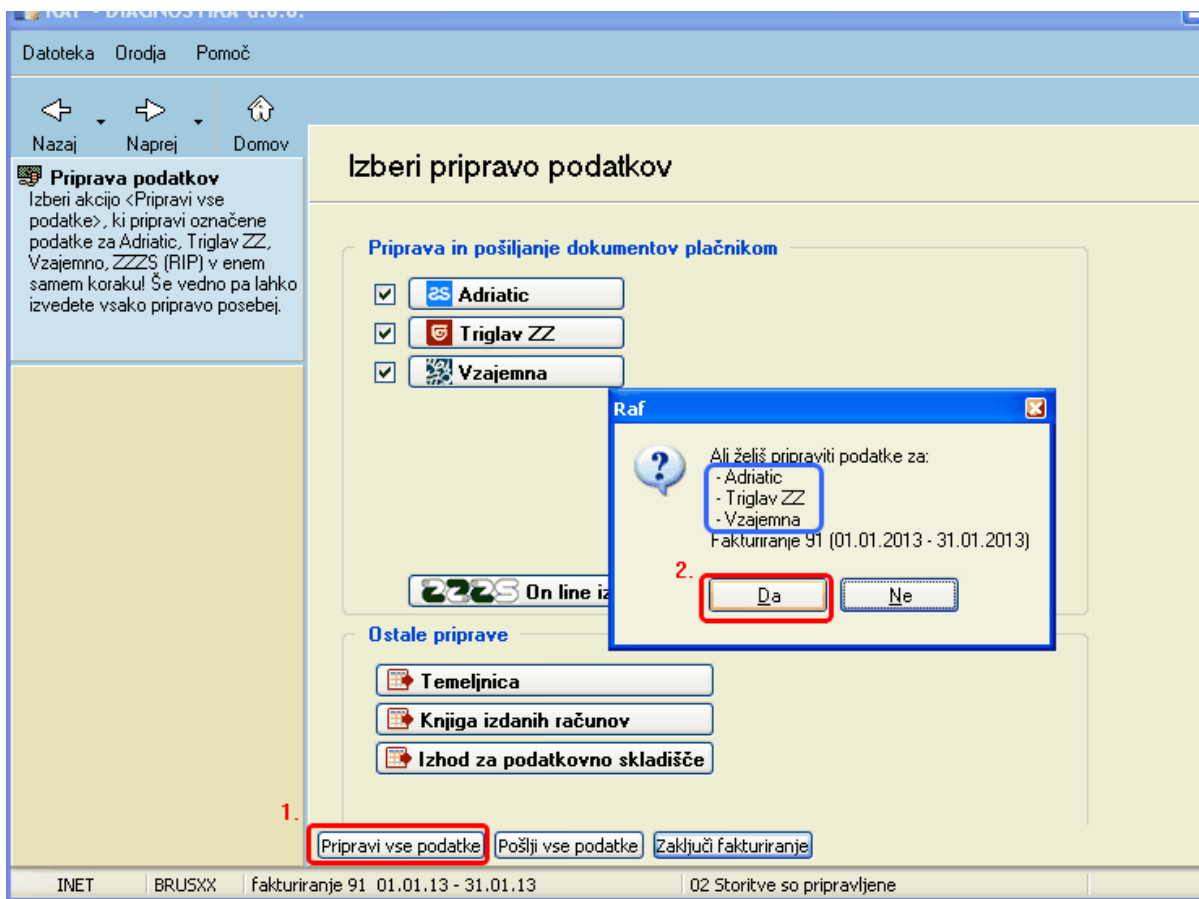 RAF - DIAGNOSTIKA d.o.o.
Datoteka Orodja Pomoč
Nazaj Naprej Domov
Priprava podatkov
Izberi akcijo <Pripravi vse
podatke>, ki pripravi označene
podatke za Adriatic, Triglav ZZ,
Vzajemno, ZZZS (RIP) v enem
samem koraku! Še vedno pa lahko
izvedete vsako pripravo posebej.
Izberi pripravo podatkov
Priprava in pošiljanje dokumentov plačnikom
Adriatic
Triglav ZZ
Vzajemna
ZZZS On line iz
Raf
Ali želiš pripraviti podatke za:
- Adriatic
- Triglav ZZ
- Vzajemna
Fakturiranje 91 (01.01.2013 - 31.01.2013)
2.
Da Ne
Ostale priprave
Temeljnica
Knjiga izdanih računov
Izhod za podatkovno skladišče
1.
Pripravi vse podatke Pošlji vse podatke Zaključi fakturiranje
INET BRUSXX fakturiranje 91 01.01.13 - 31.01.13 02 Storitve so pripravljene